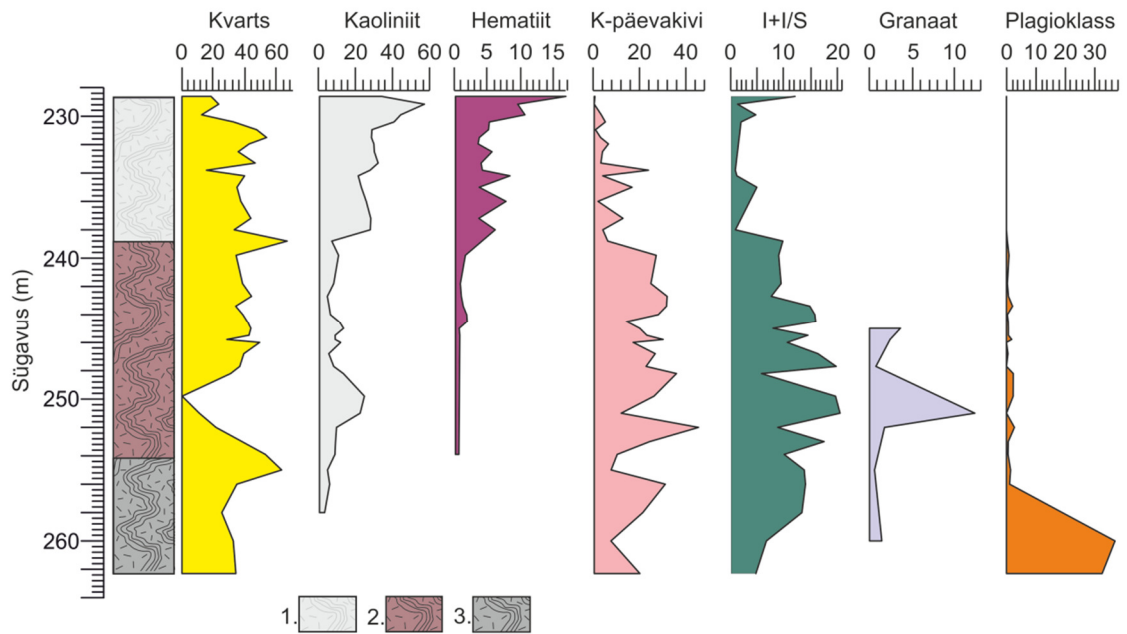 Kvarts Kaoliniit Hematiit K-päevakivi I+I/S Granaat Plagioklass
0 20 40 60 0 20 40 60 0 5 10 15 0 20 40 0 10 20 0 5 10 0 10 20 30
Sügavus (m)
230
240
250
260
1. 2. 3.